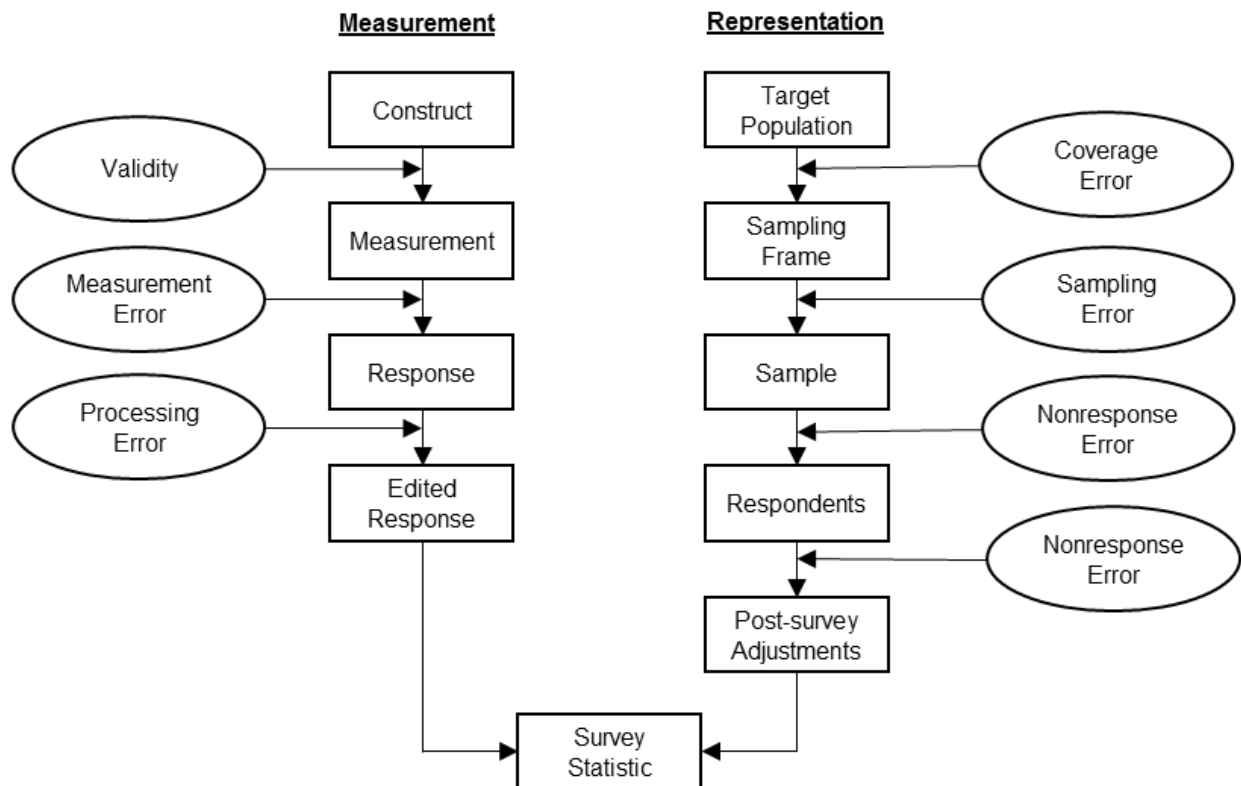 Measurement
Representation
Construct
Target
Population
Validity
Coverage
Error
Measurement
Sampling
Frame
Measurement
Error
Sampling
Error
Response
Sample
Processing
Error
Nonresponse
Error
Edited
Response
Respondents
Nonresponse
Error
Post-survey
Adjustments
Survey
Statistic